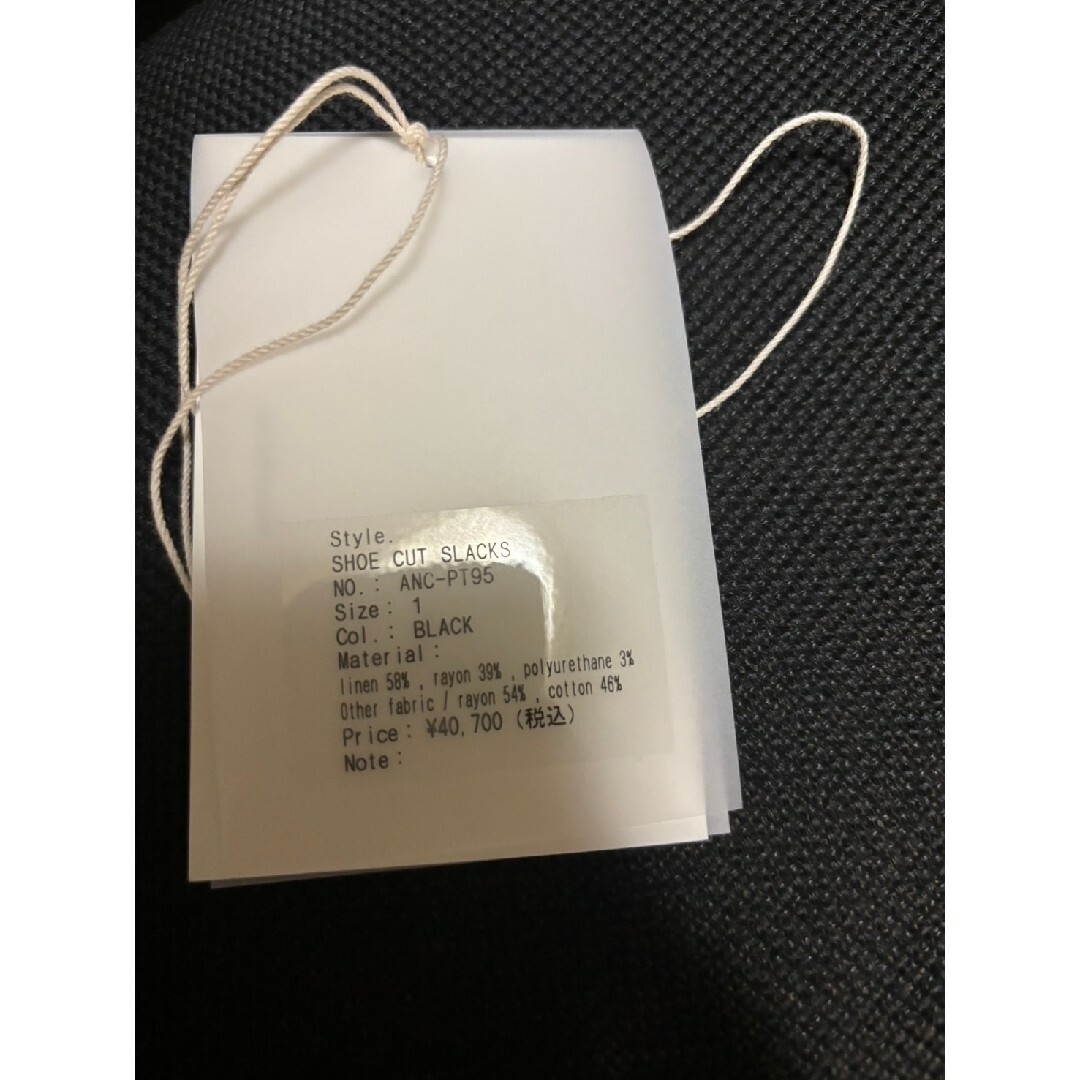 Style.
SHOE CUT SLACKS
NO.: ANC-PT95
Size: 1
Col.: BLACK
Material:
linen 58% , rayon 39% , polyurethane 3%
Other fabric / rayon 54% , cotton 46%
Price: ¥40,700 (税込)
Note: